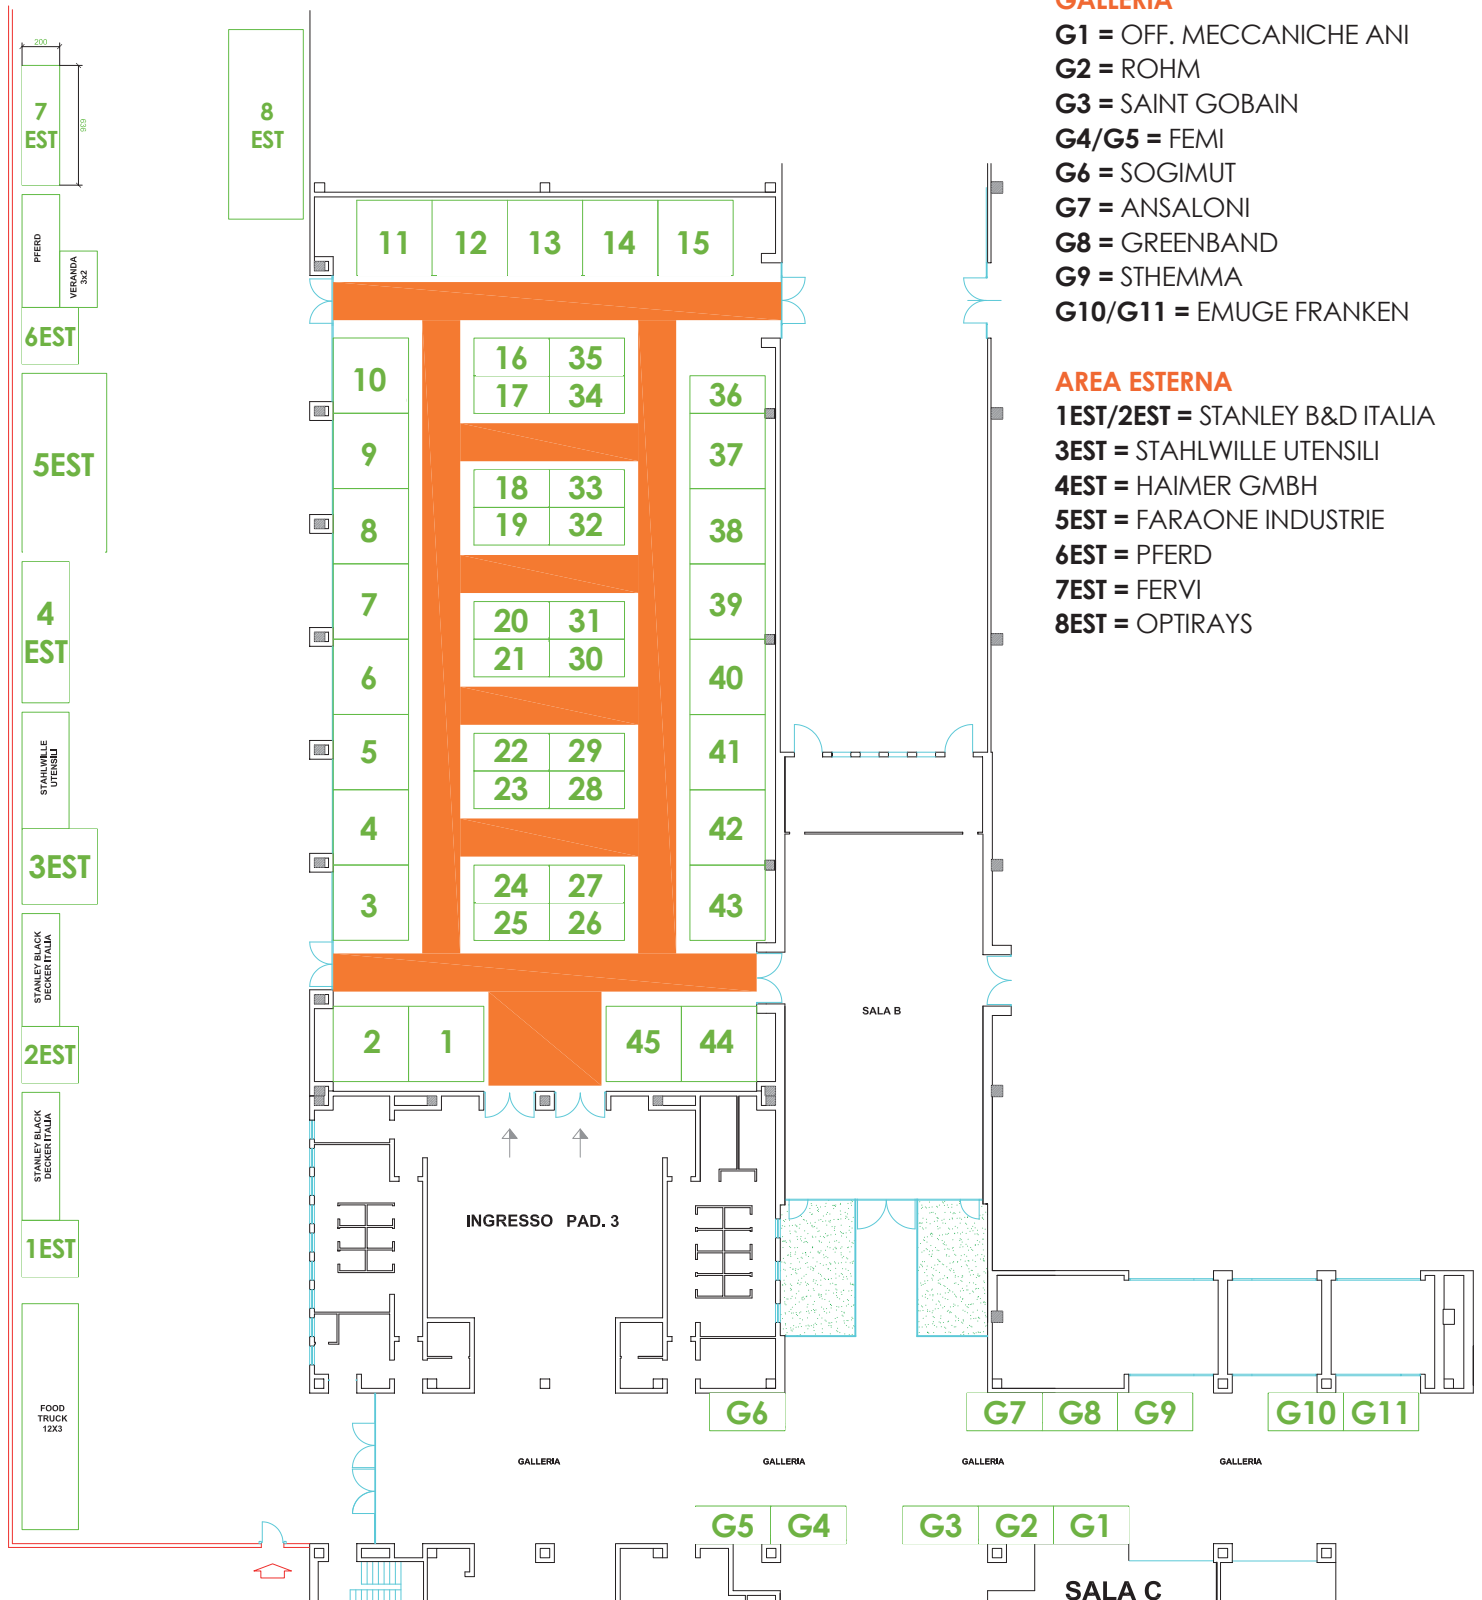 GALLERIA
G1 = OFF. MECCANICHE ANI
G2 = ROHM
G3 = SAINT GOBAIN
G4/G5 = FEMI
G6 = SOGIMUT
G7 = ANSALONI
G8 = GREENBAND
G9 = STHEMMA
G10/G11 = EMUGE FRANKEN
AREA ESTERNA
1EST/2EST = STANLEY B&D ITALIA
3EST = STAHLWILLE UTENSILI
4EST = HAIMER GMBH
5EST = FARAONE INDUSTRIE
6EST = PFERD
7EST = FERVI
8EST = OPTIRAYS
200
636
7
EST
8
EST
PFERD
VERANDA
3x2
6EST
5EST
4
EST
STAHLWILLE
UTENSILI
3EST
STANLEY BLACK
DECKER ITALIA
2EST
STANLEY BLACK
DECKER ITALIA
1EST
FOOD
TRUCK
12X3
11 12 13 14 15
10
9
8
7
6
5
4
3
16 35
17 34
18 33
19 32
20 31
21 30
22 29
23 28
24 27
25 26
36
37
38
39
40
41
42
43
2 1 45 44
SALA B
INGRESSO PAD. 3
G6 G7 G8 G9 G10 G11
GALLERIA GALLERIA GALLERIA GALLERIA
G5 G4 G3 G2 G1
SALA C